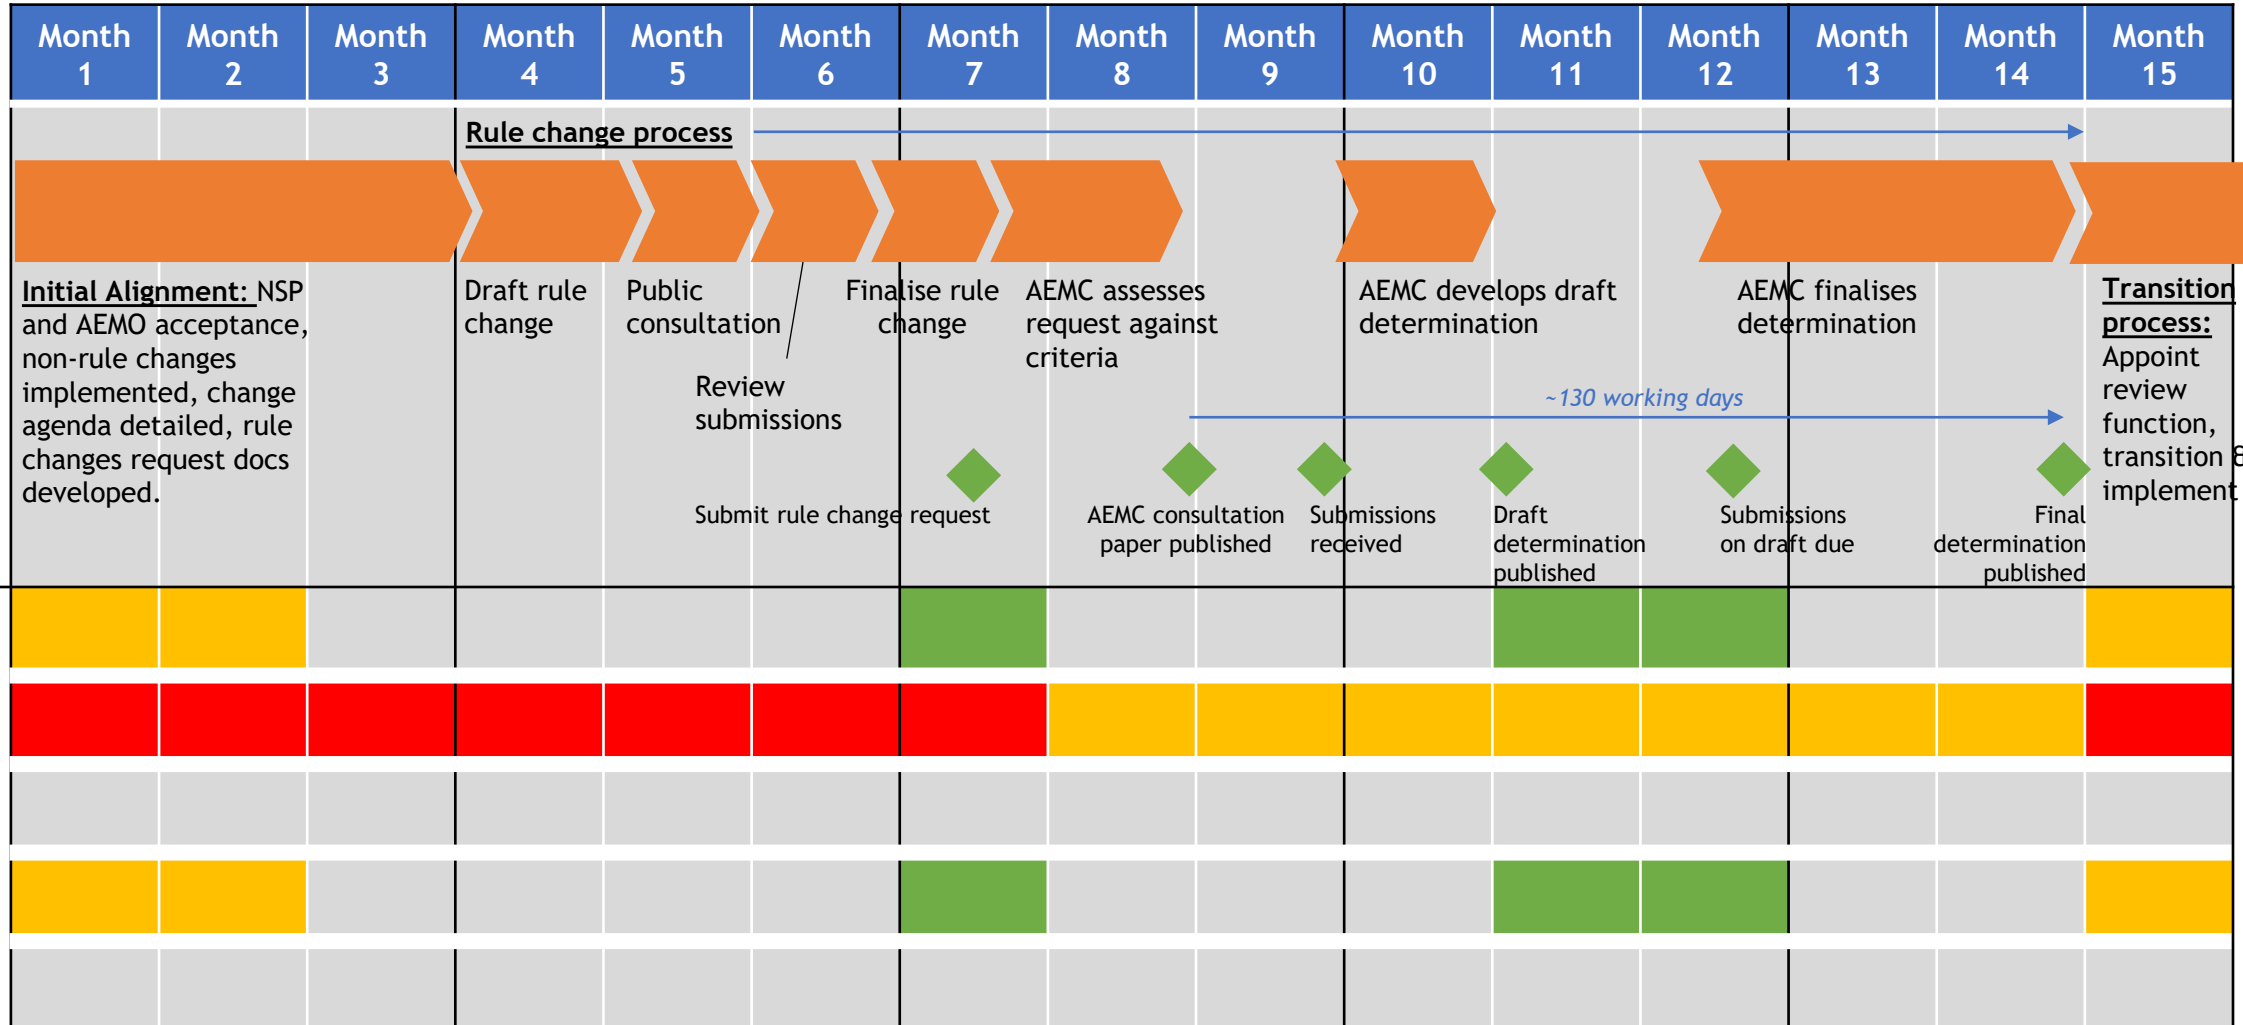 Month 1
Month 2
Month 3
Month 4
Month 5
Month 6
Month 7
Month 8
Month 9
Month 10
Month 11
Month 12
Month 13
Month 14
Month 15
Rule change process
Initial Alignment: NSP
and AEMO acceptance,
non-rule changes
implemented, change
agenda detailed, rule
changes request docs
developed.
Draft rule
change
Public
consultation
Review
submissions
Finalise rule
change
AEMC assesses
request against
criteria
AEMC develops draft
determination
AEMC finalises
determination
Transition
process:
Appoint
review
function,
transition &
implement
~130 working days
Submit rule change request
AEMC consultation
paper published
Submissions
received
Draft
determination
published
Submissions
on draft due
Final
determination
published